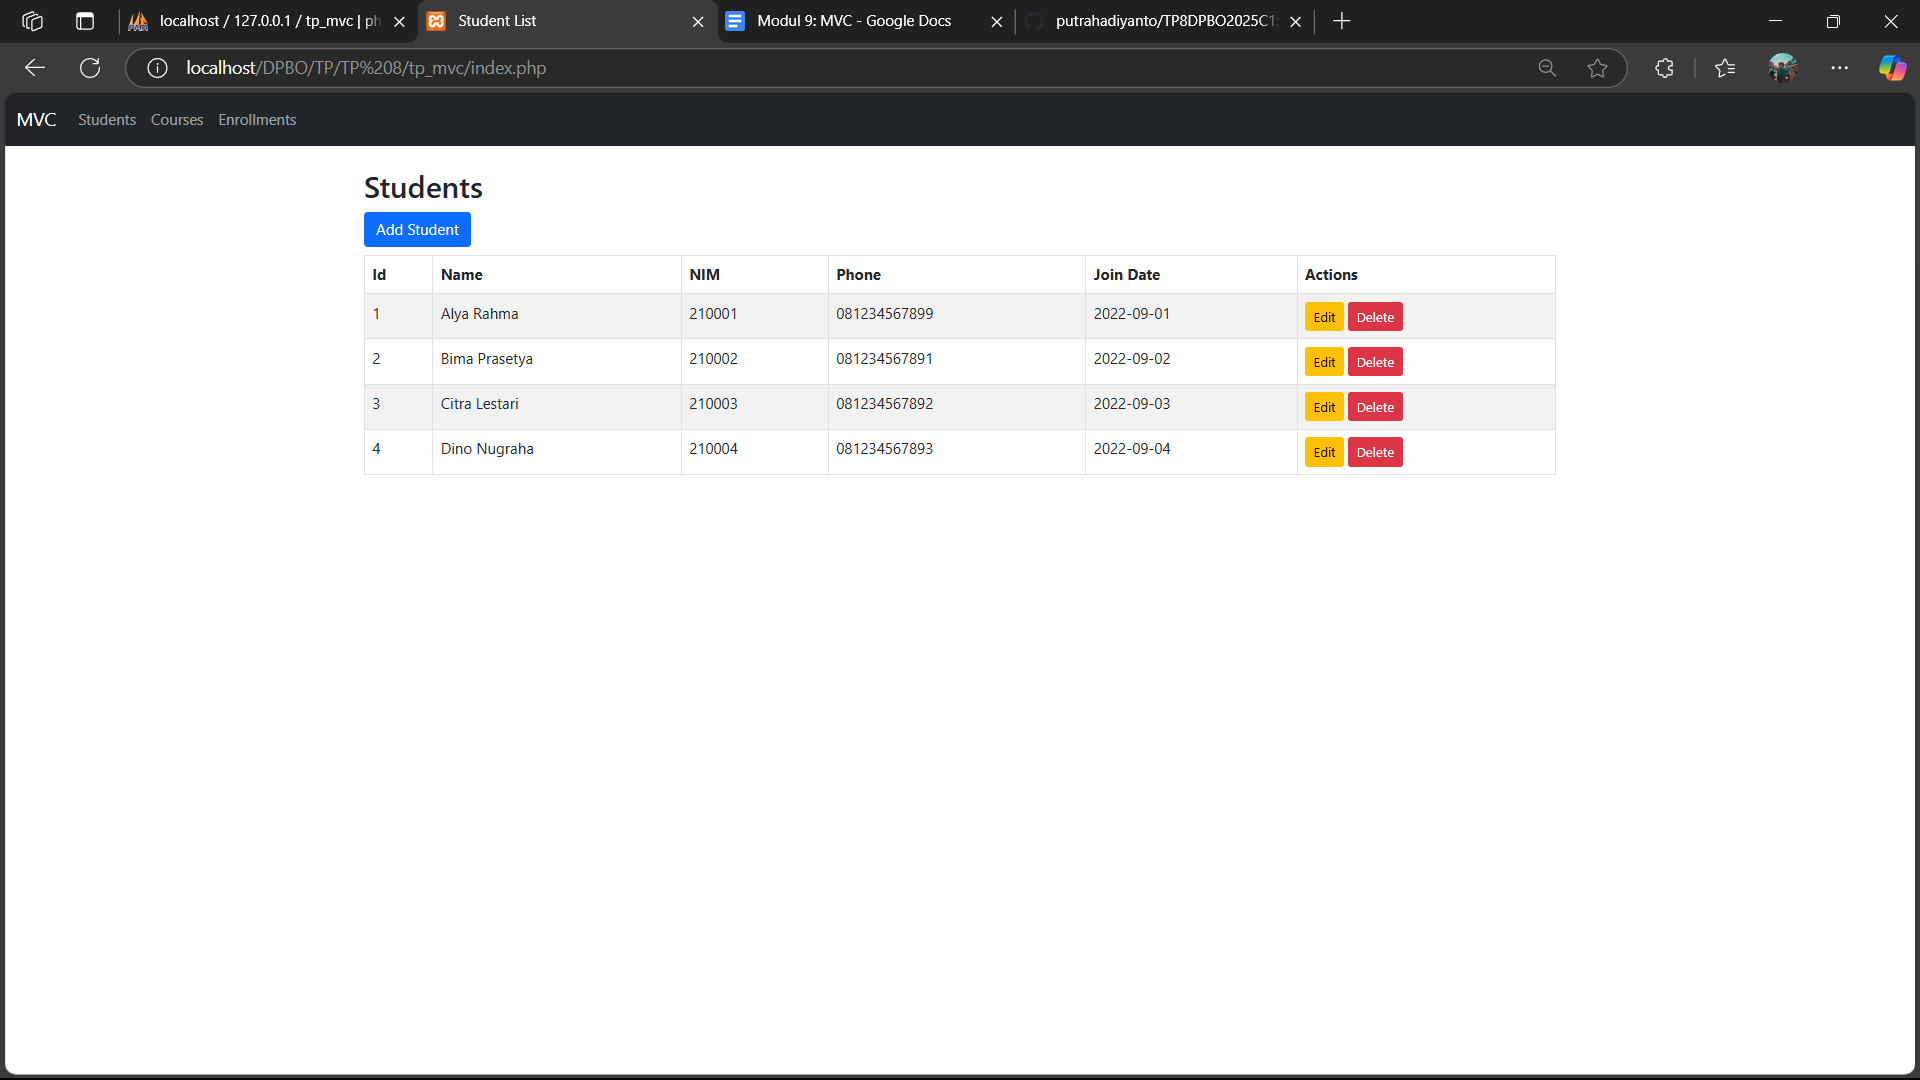 localhost / 127.0.0.1 / tp_mvc | ph
Student List
Modul 9: MVC - Google Docs
putrahadiyanto/TP8DPBO2025C1:
localhost/DPBO/TP/TP%208/tp_mvc/index.php
MVC Students Courses Enrollments
Students
Add Student
Id Name NIM Phone Join Date Actions
1 Alya Rahma 210001 081234567899 2022-09-01 Edit Delete
2 Bima Prasetya 210002 081234567891 2022-09-02 Edit Delete
3 Citra Lestari 210003 081234567892 2022-09-03 Edit Delete
4 Dino Nugraha 210004 081234567893 2022-09-04 Edit Delete